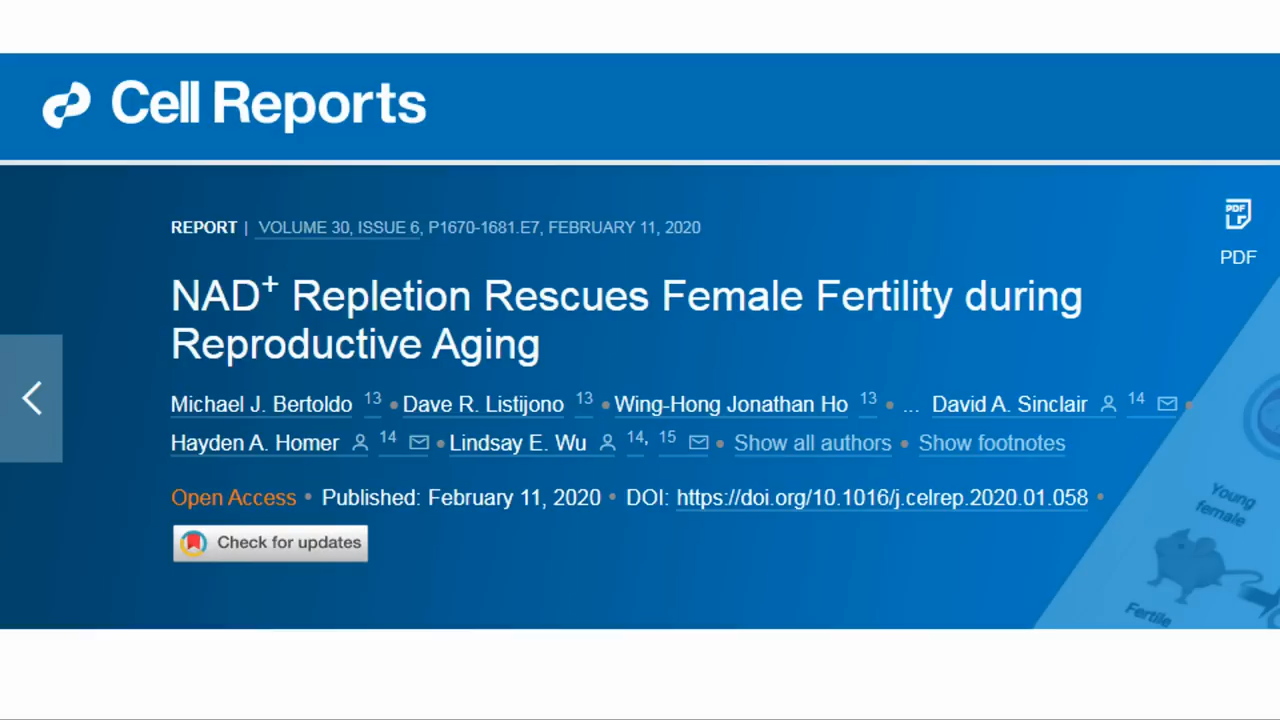 Cell Reports
REPORT | VOLUME 30, ISSUE 6, P1670-1681.E7, FEBRUARY 11, 2020
PDF
PDF
NAD+ Repletion Rescues Female Fertility during
Reproductive Aging
Michael J. Bertoldo 13 • Dave R. Listijono 13 • Wing-Hong Jonathan Ho 13 • ... David A. Sinclair 14 •
Hayden A. Homer 14 • Lindsay E. Wu 14, 15 • Show all authors • Show footnotes
Open Access • Published: February 11, 2020 • DOI: https://doi.org/10.1016/j.celrep.2020.01.058 •
Check for updates
Young
female
Fertile